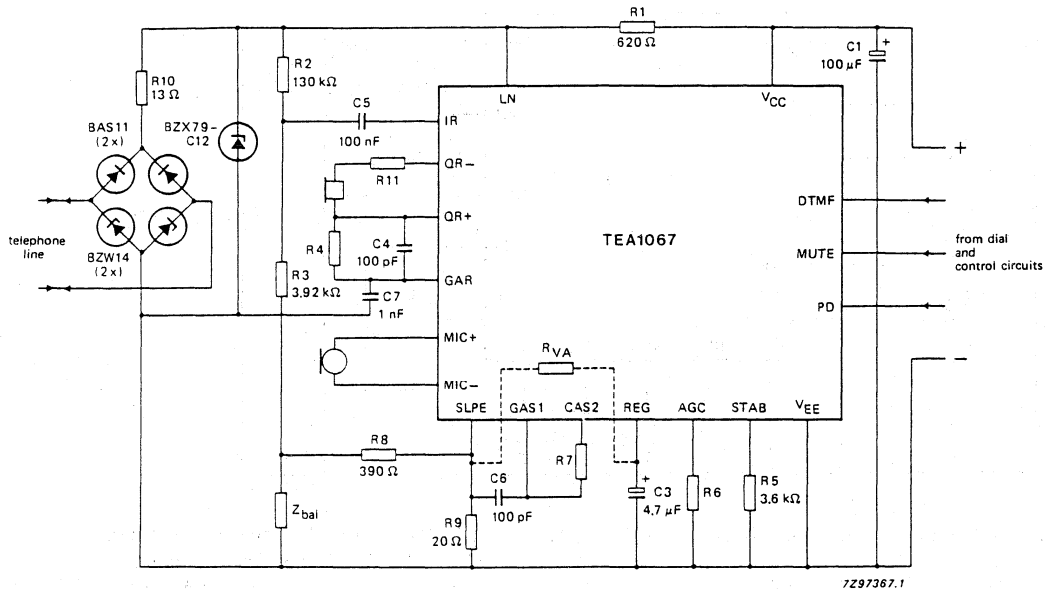 R1
620 Ω
C1
100 µF
+
R10
13 Ω
R2
130 kΩ
LN
VCC
BAS11
(2x)
BZX79-
C12
C5
100 nF
IR
R11
QR−
+
QR+
DTMF
TEA1067
telephone
line
R4
C4
100 pF
MUTE
from dial
and
control circuits
BZW14
(2x)
R3
3,92 kΩ
GAR
C7
1 nF
PD
MIC+
RVA
−
MIC−
SLPE
GAS1
CAS2
REG
AGC
STAB
VEE
R8
390 Ω
R7
C6
100 pF
+
C3
4,7 µF
R6
R5
3,6 kΩ
Zbal
R9
20 Ω
7Z97367.1